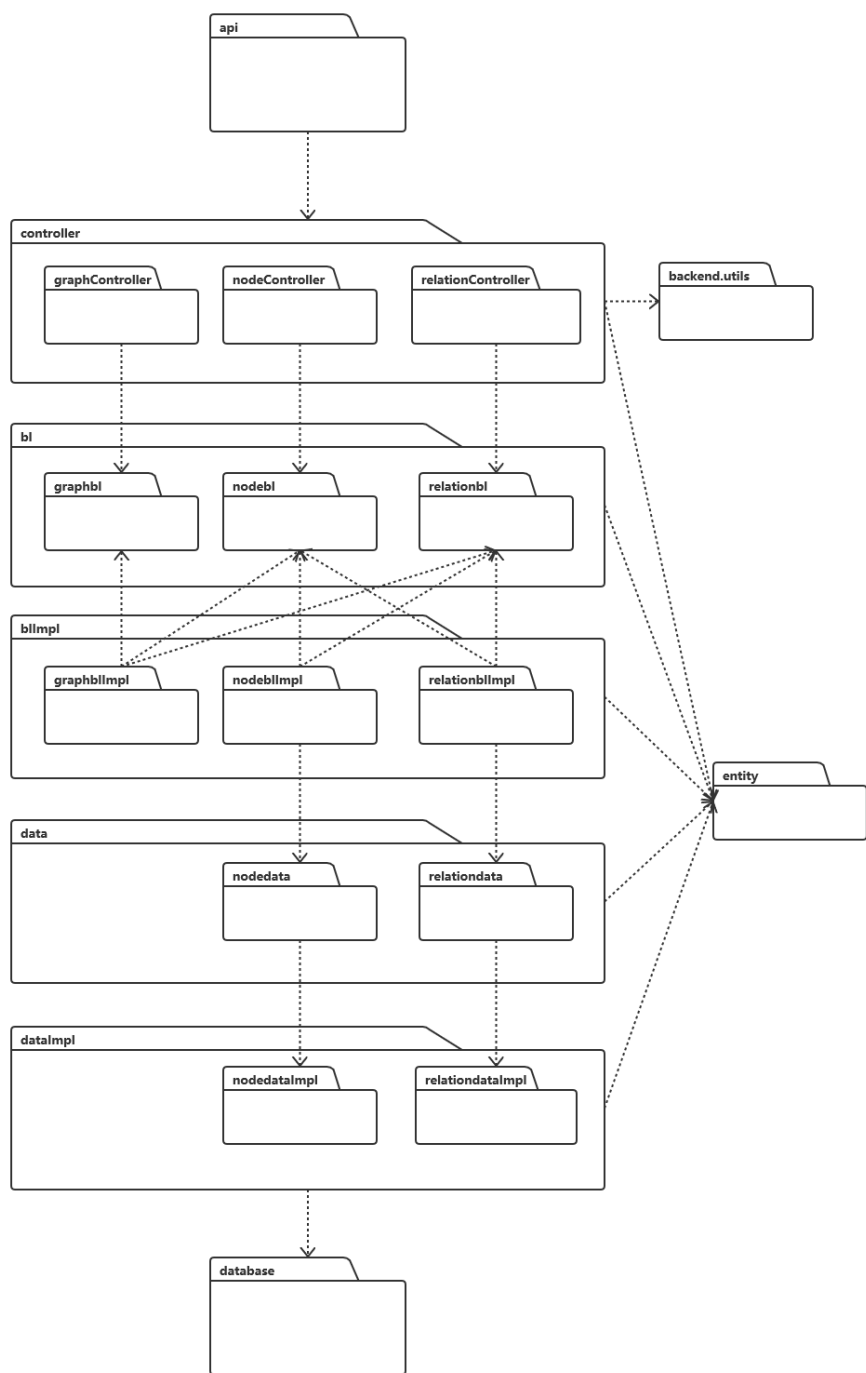 api
controller
graphController
nodeController
relationController
backend.utils
bl
graphbl
nodebl
relationbl
blImpl
graphblImpl
nodeblImpl
relationblImpl
entity
data
nodedata
relationdata
dataImpl
nodedataImpl
relationdataImpl
database